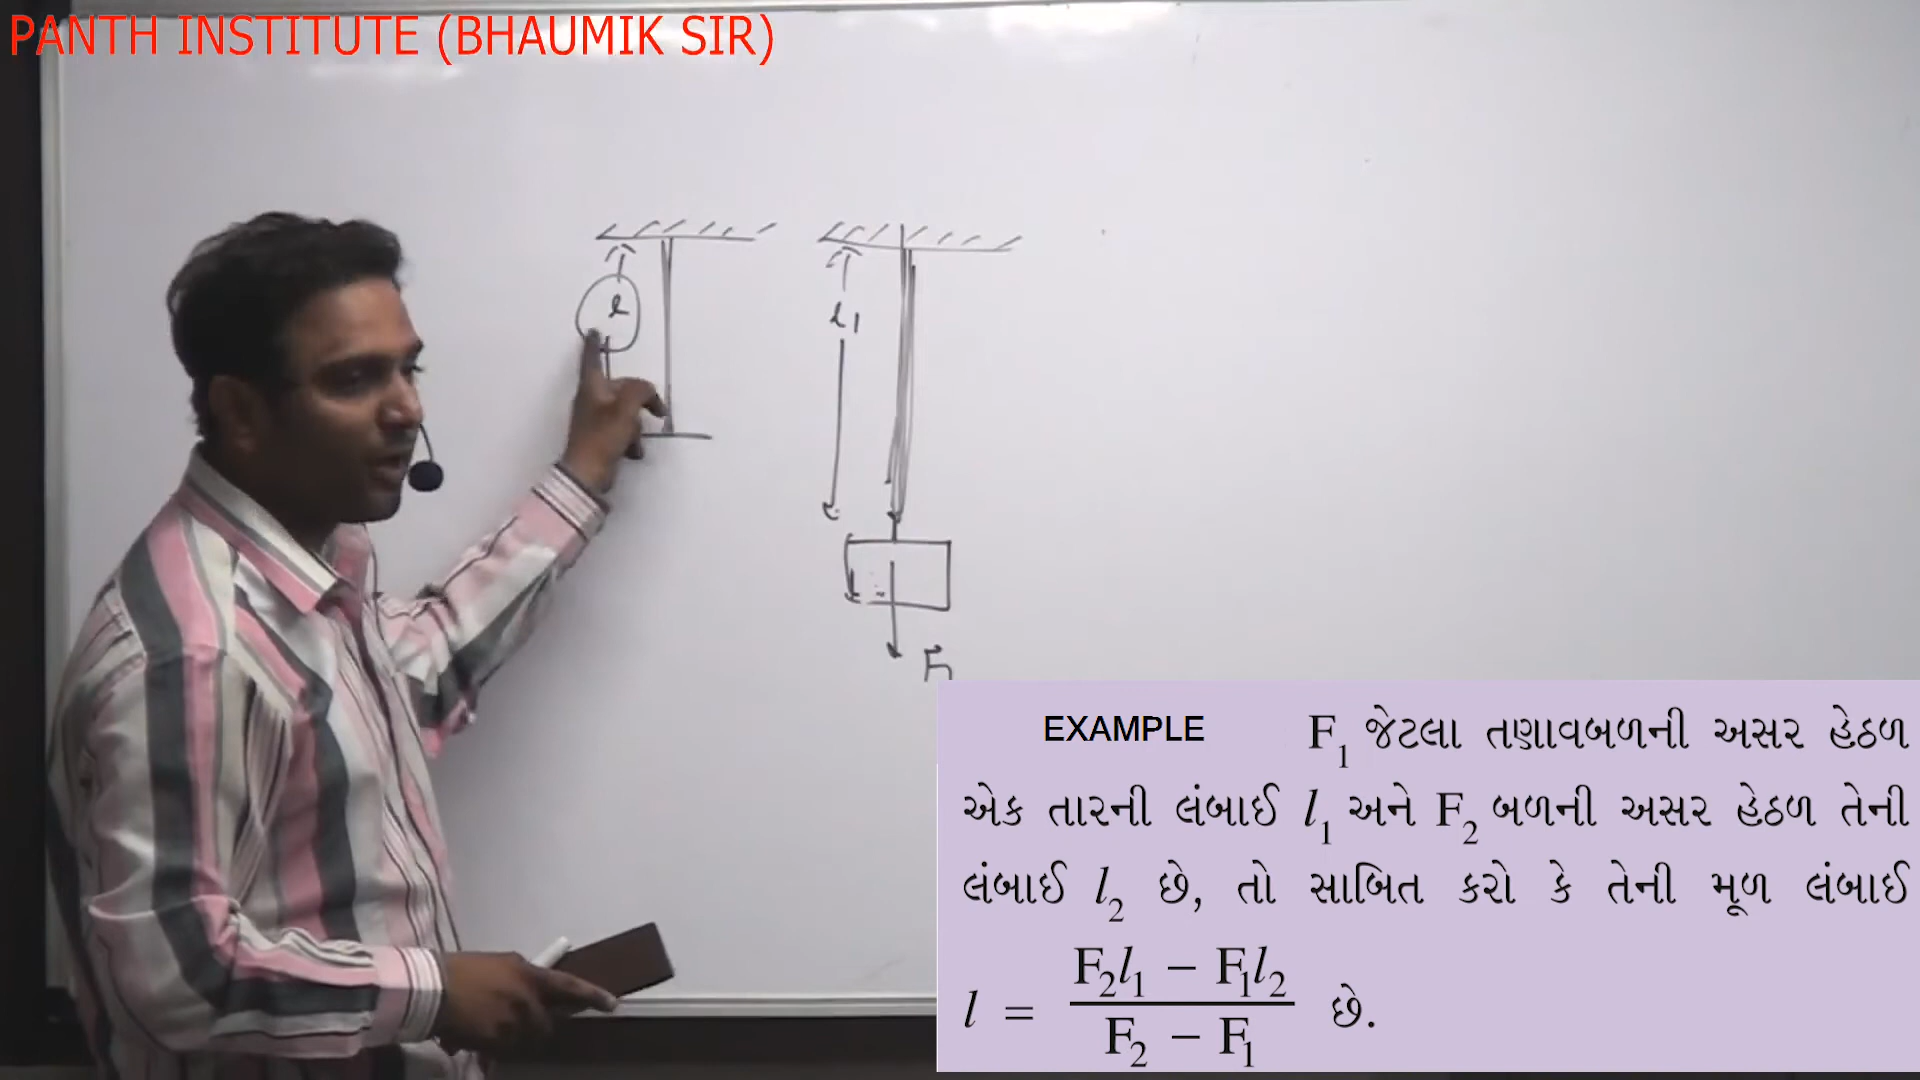 PANTH INSTITUTE (BHAUMIK SIR)
l
l1
F1
EXAMPLE F1 જેટલા તણાવબળની અસર હેઠળ
એક તારની લંબાઈ l1 અને F2 બળની અસર હેઠળ તેની
લંબાઈ l2 છે, તો સાબિત કરો કે તેની મૂળ લંબાઈ
l = (F2l1 − F1l2) / (F2 − F1) છે.